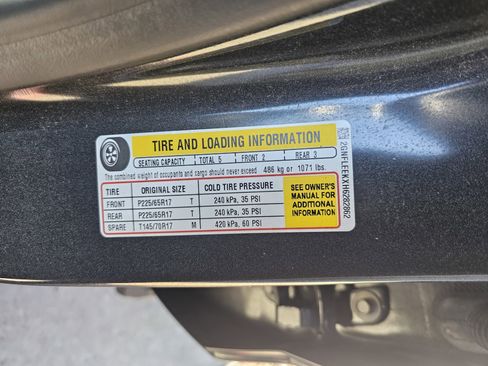 TIRE AND LOADING INFORMATION
SEATING CAPACITY TOTAL 5 FRONT 2 REAR 3
The combined weight of occupants and cargo should never exceed 486 kg or 1071 lbs
TIRE ORIGINAL SIZE COLD TIRE PRESSURE
FRONT P225/65R17 T 240 kPa, 35 PSI
REAR P225/65R17 T 240 kPa, 35 PSI
SPARE T145/70R17 M 420 kPa, 60 PSI
SEE OWNER'S
MANUAL FOR
ADDITIONAL
INFORMATION
2GNFLEEKXH6282862